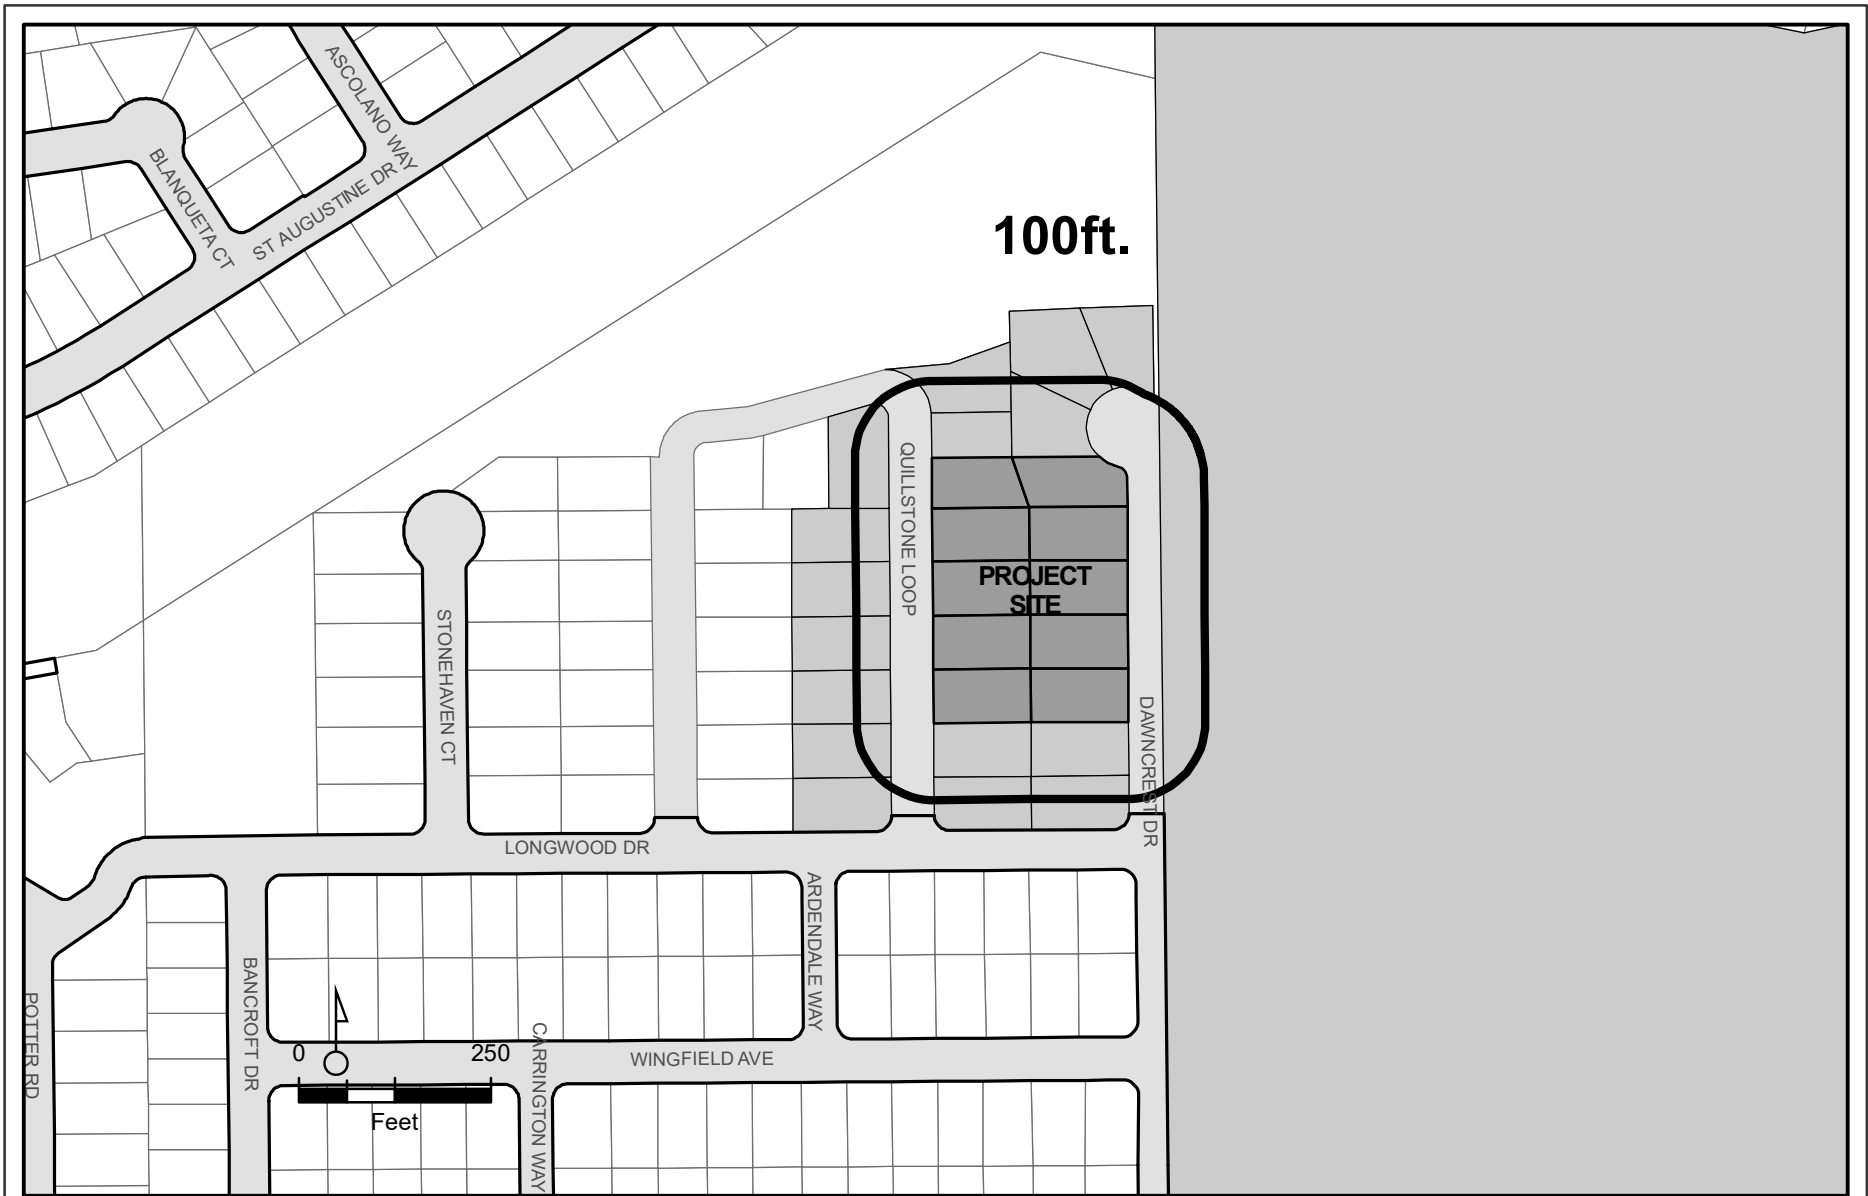 ASCOLANO WAY
BLANQUETA CT
ST AUGUSTINE DR
100ft.
QUILLSTONE LOOP
PROJECT
SITE
STONEHAVEN CT
DAWNCREST DR
LONGWOOD DR
ARDENDALE WAY
BANCROFT DR
POTTER RD
CARRINGTON WAY
WINGFIELD AVE
0 250
Feet